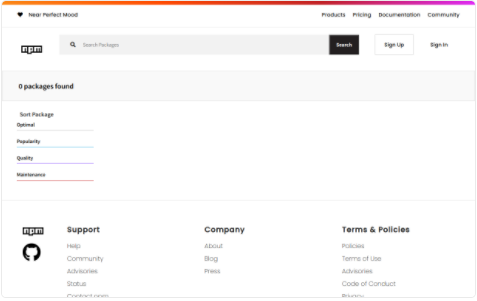 Near Perfect Mood
Products Pricing Documentation Community
npm
Search Packages
Search
Sign Up
Sign In
0 packages found
Sort Package
Optimal
Popularity
Quality
Maintenance
npm
Support
Help
Community
Advisories
Status
Contact npm
Company
About
Blog
Press
Terms & Policies
Policies
Terms of Use
Advisories
Code of Conduct
Privacy